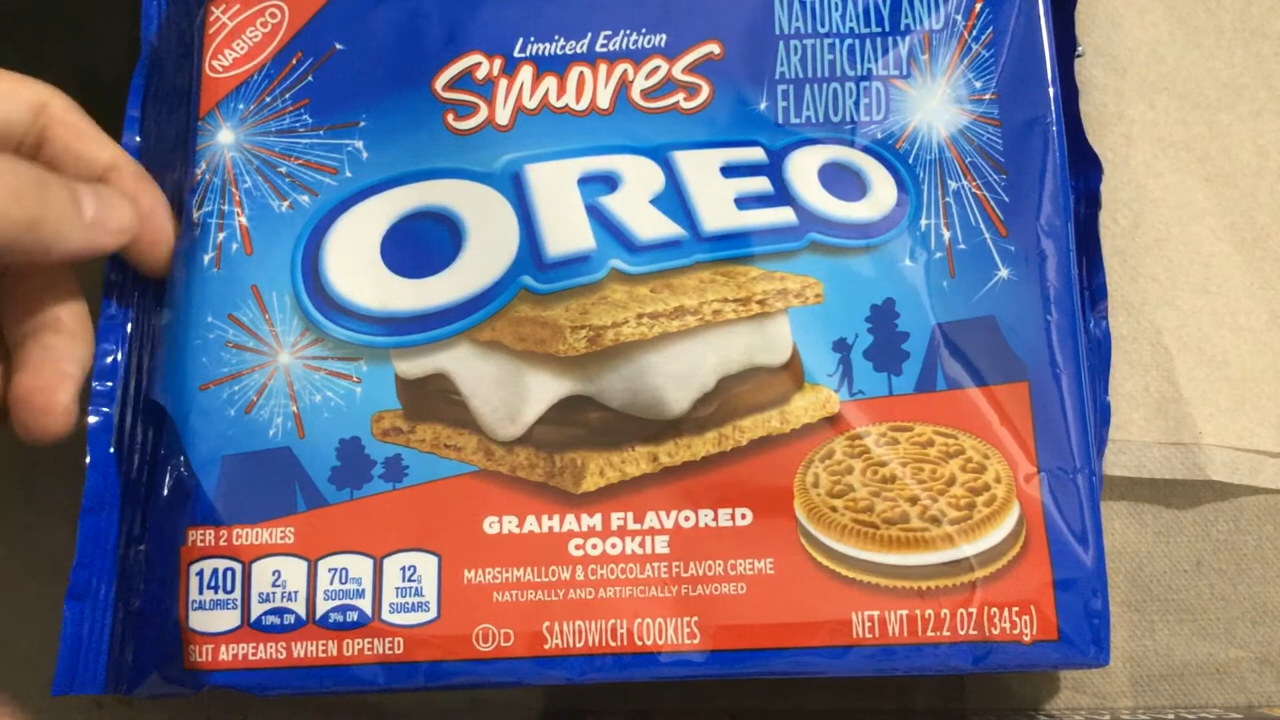 NABISCO
Limited Edition
S'mores
NATURALLY AND
ARTIFICIALLY
FLAVORED
OREO
GRAHAM FLAVORED
COOKIE
MARSHMALLOW & CHOCOLATE FLAVOR CREME
NATURALLY AND ARTIFICIALLY FLAVORED
PER 2 COOKIES
140
CALORIES
2g
SAT FAT
10% DV
70mg
SODIUM
3% DV
12g
TOTAL
SUGARS
SLIT APPEARS WHEN OPENED
UD
SANDWICH COOKIES
NET WT 12.2 OZ (345g)